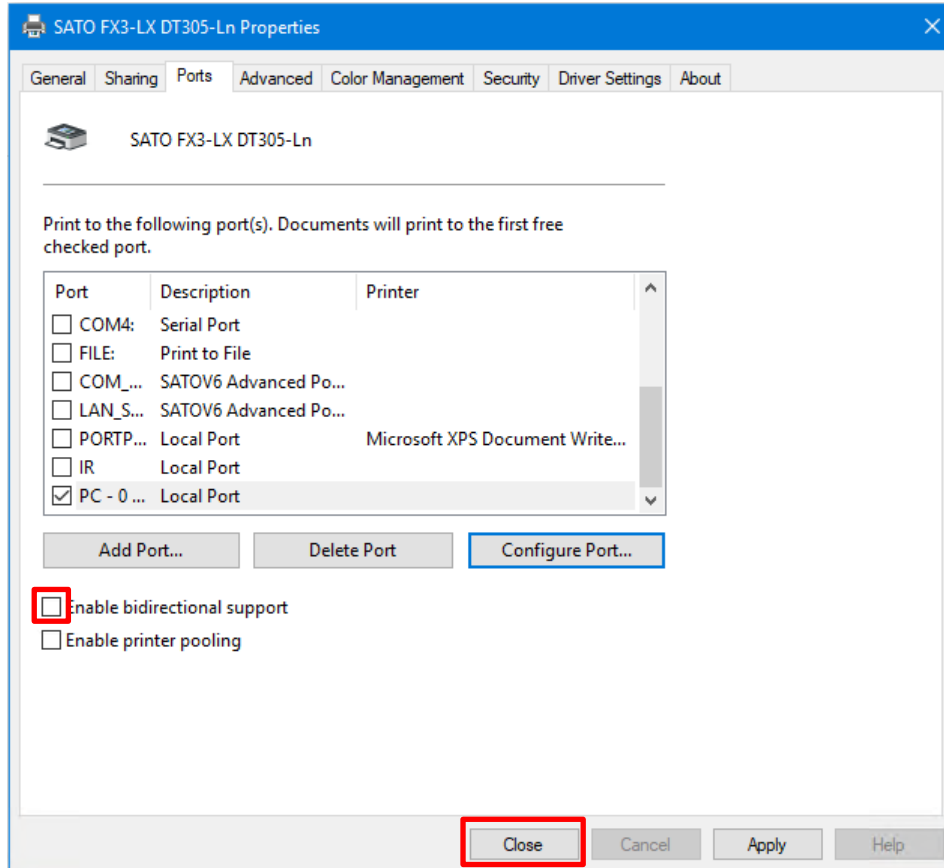 SATO FX3-LX DT305-Ln Properties
General Sharing Ports Advanced Color Management Security Driver Settings About
SATO FX3-LX DT305-Ln
Print to the following port(s). Documents will print to the first free
checked port.
Port Description Printer
COM4: Serial Port
FILE: Print to File
COM_... SATOV6 Advanced Po...
LAN_S... SATOV6 Advanced Po...
PORTP... Local Port Microsoft XPS Document Write...
IR Local Port
PC - 0 ... Local Port
Add Port... Delete Port Configure Port...
Enable bidirectional support
Enable printer pooling
Close Cancel Apply Help